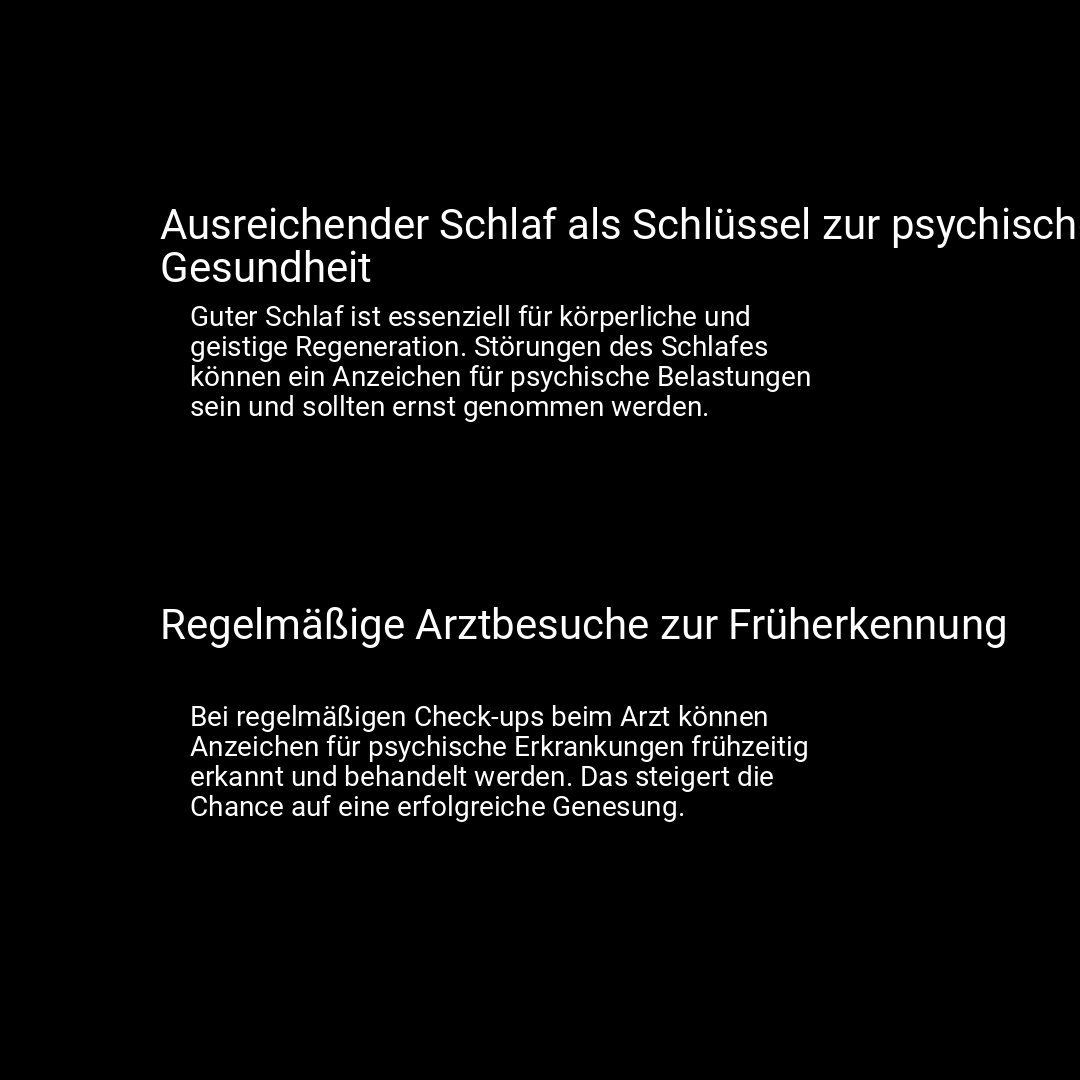 Ausreichender Schlaf als Schlüssel zur psychisch
Gesundheit
Guter Schlaf ist essenziell für körperliche und
geistige Regeneration. Störungen des Schlafes
können ein Anzeichen für psychische Belastungen
sein und sollten ernst genommen werden.
Regelmäßige Arztbesuche zur Früherkennung
Bei regelmäßigen Check-ups beim Arzt können
Anzeichen für psychische Erkrankungen frühzeitig
erkannt und behandelt werden. Das steigert die
Chance auf eine erfolgreiche Genesung.